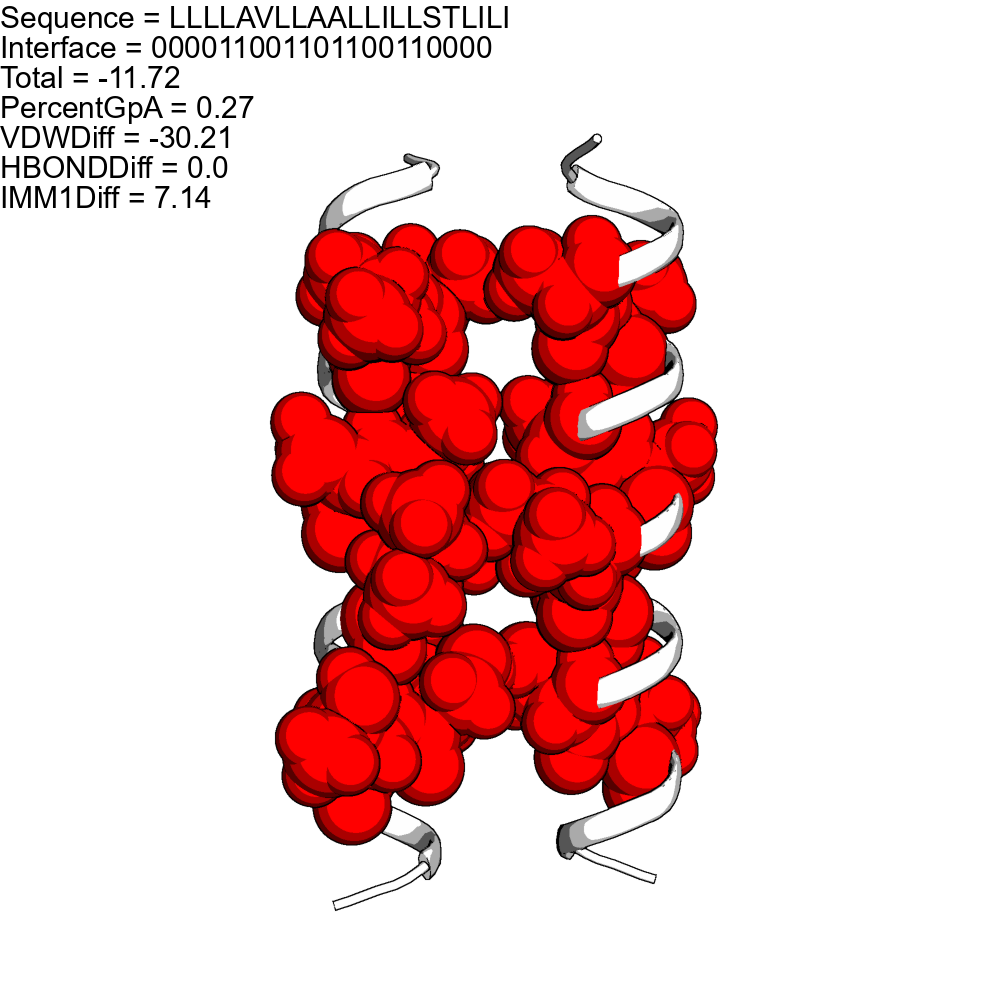 Sequence = LLLLAVLLAALLILLSTLILI
Interface = 000011001101100110000
Total = -11.72
PercentGpA = 0.27
VDWDiff = -30.21
HBONDDiff = 0.0
IMM1Diff = 7.14